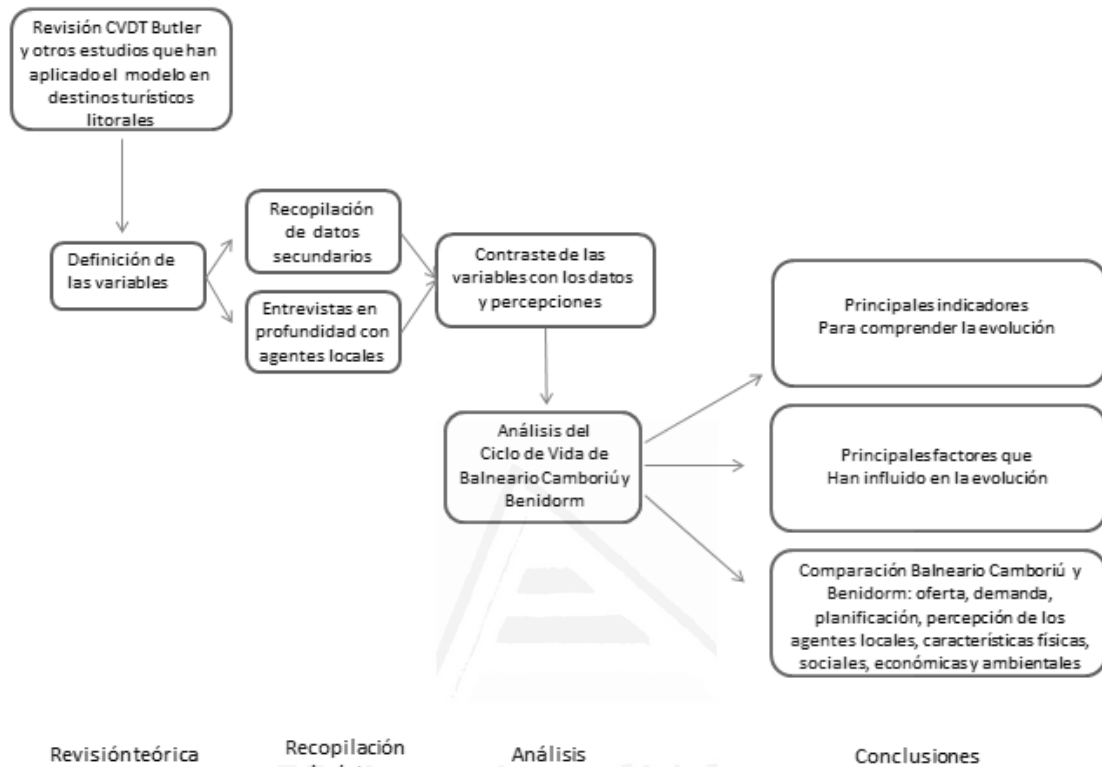 Revisión CVDT Butler
y otros estudios que han
aplicado el modelo en
destinos turísticos
litorales
Definición de
las variables
Recopilación
de datos
secundarios
Entrevistas en
profundidad con
agentes locales
Contraste de las
variables con los datos
y percepciones
Análisis del
Ciclo de Vida de
Balneario Camboriú y
Benidorm
Principales indicadores
Para comprender la evolución
Principales factores que
Han influido en la evolución
Comparación Balneario Camboriú y
Benidorm: oferta, demanda,
planificación, percepción de los
agentes locales, características físicas,
sociales, económicas y ambientales
Revisión teórica
Recopilación
Análisis
Conclusiones